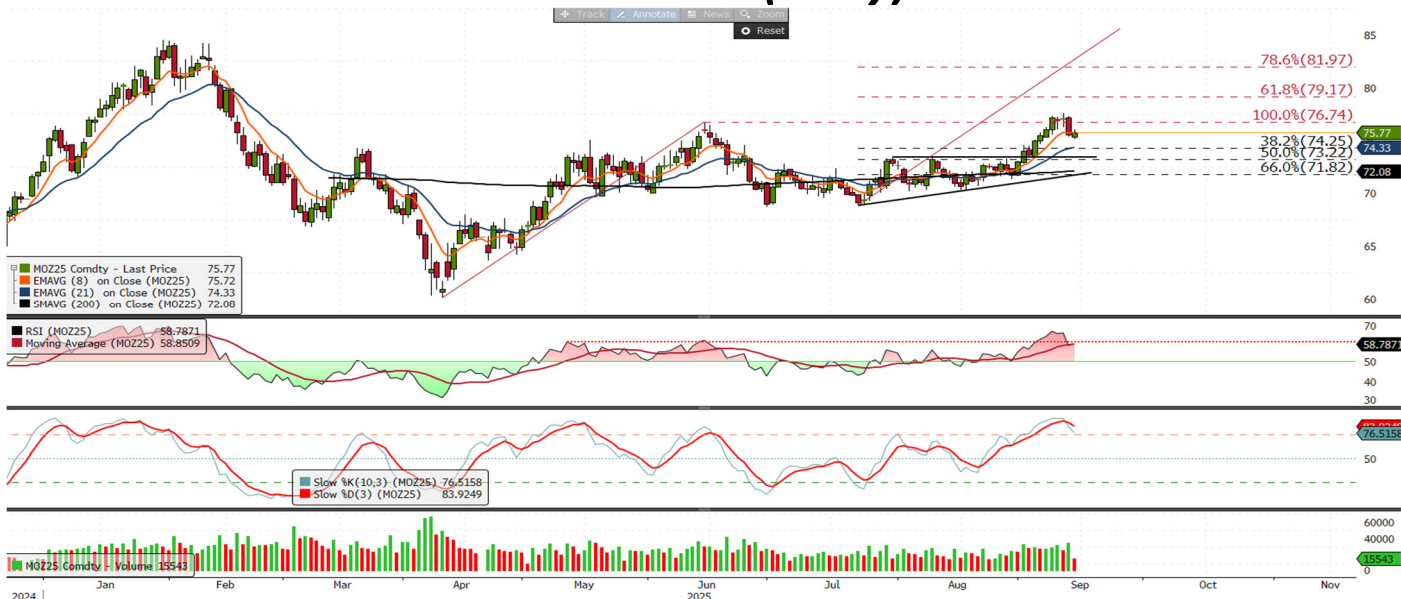 Track Annotate News Zoom
Reset
85
78.6%(81.97)
80
61.8%(79.17)
100.0%(76.74)
75.77
38.2%(74.25)
74.33
50.0%(73.22)
66.0%(71.82)
72.08
70
65
60
MOZ25 Comdty - Last Price 75.77
EMAVG (8) on Close (MOZ25) 75.72
EMAVG (21) on Close (MOZ25) 74.33
SMAVG (200) on Close (MOZ25) 72.08
RSI (MOZ25) 58.7871
Moving Average (MOZ25) 58.8509
70
58.7871
50
40
30
76.5158
50
Slow %K(10,3) (MOZ25) 76.5158
Slow %D(3) (MOZ25) 83.9249
60000
40000
15543
0
MOZ25 Comdty - Volume 15543
Jan Feb Mar Apr May Jun Jul Aug Sep Oct Nov
2024 2025